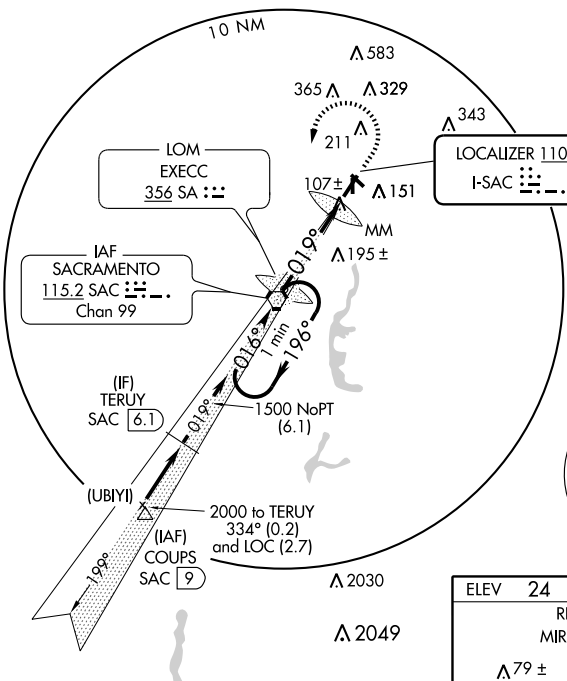 10 NM
583
365
329
343
211
LOM
EXECC
356 SA
LOCALIZER 110
I-SAC
107 ±
151
MM
195 ±
019°
IAF
SACRAMENTO
115.2 SAC
Chan 99
016°
1 min
196°
(IF)
TERUY
SAC 6.1
019°
1500 NoPT
(6.1)
(UBIYI)
2000 to TERUY
334° (0.2)
and LOC (2.7)
(IAF)
COUPS
SAC 9
199°
2030
2049
ELEV 24
MIR
79 ±